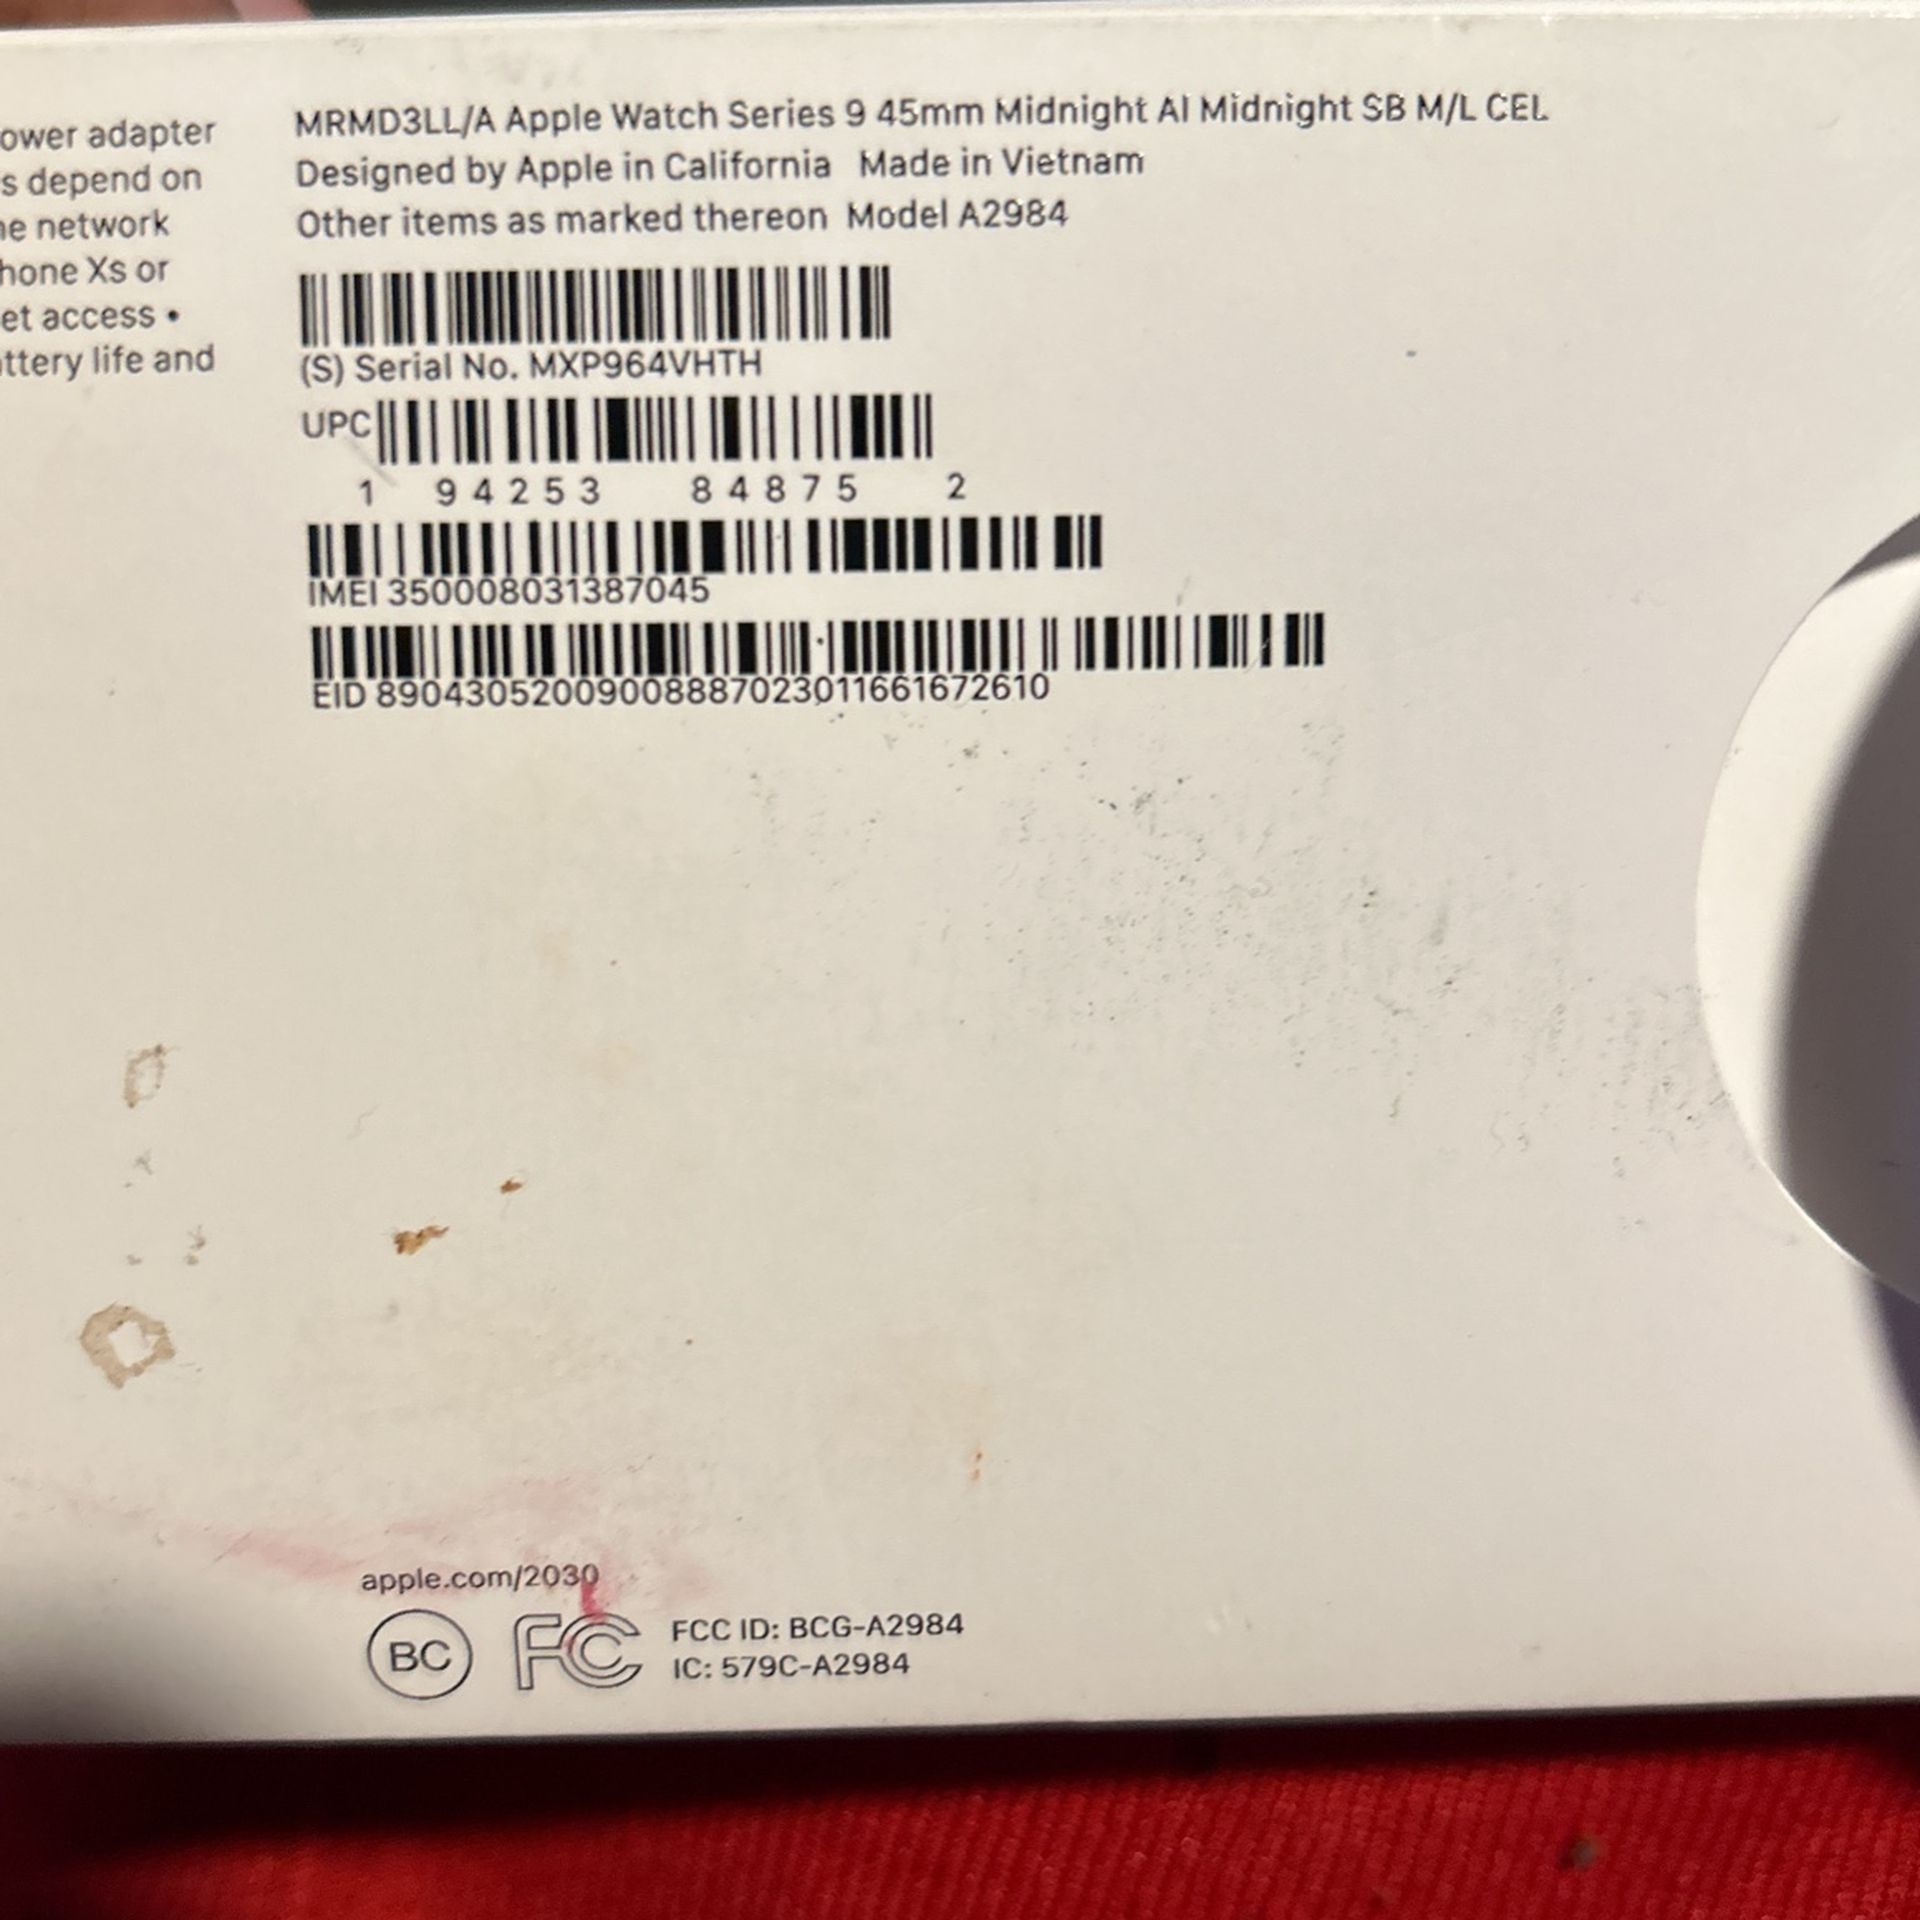 ower adapter
s depend on
e network
hone Xs or
et access •
ttery life and
MRMD3LL/A Apple Watch Series 9 45mm Midnight Al Midnight SB M/L CEL
Designed by Apple in California Made in Vietnam
Other items as marked thereon Model A2984
(S) Serial No. MXP964VHTH
UPC
1 94253 84875 2
IMEI 350008031387045
EID 89043052009008887023011661672610
apple.com/2030
BC FC FCC ID: BCG-A2984
IC: 579C-A2984